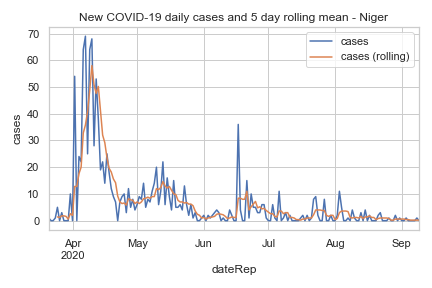 New COVID-19 daily cases and 5 day rolling mean - Niger
cases
cases (rolling)
70
60
50
40
30
20
10
0
cases
Apr May Jun Jul Aug Sep
2020
dateRep